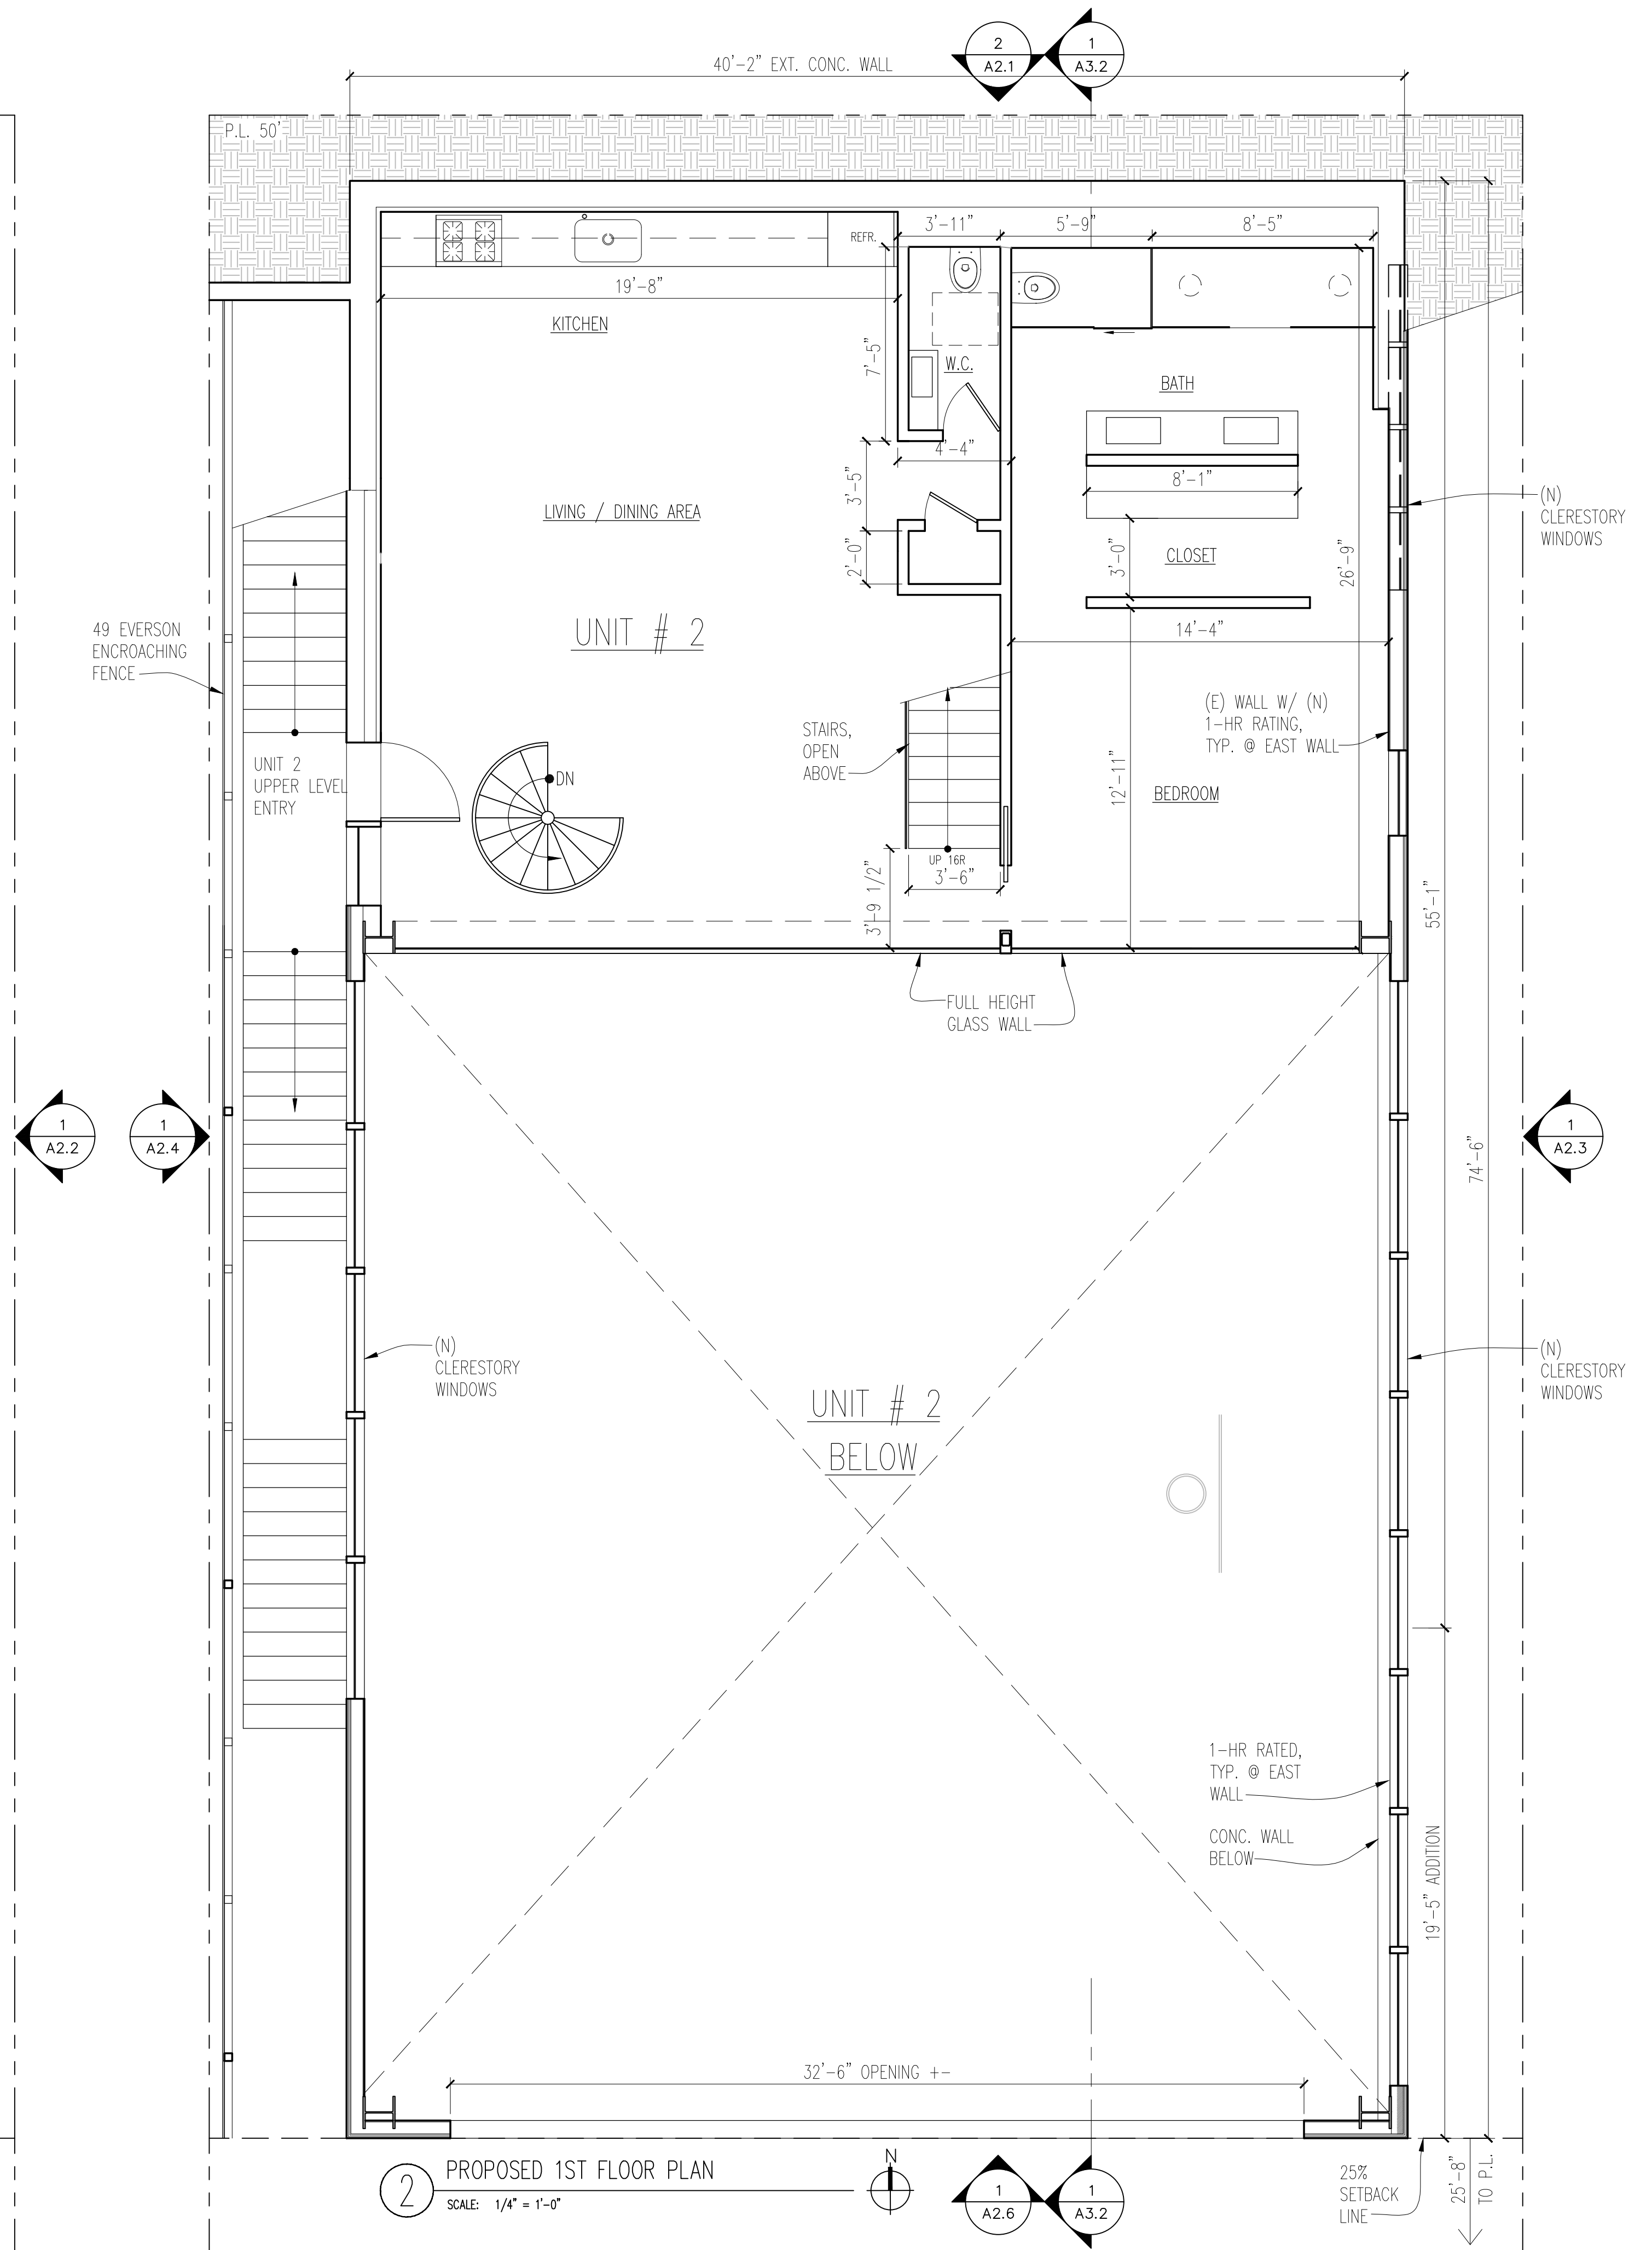 2
A2.1
1
A3.2
40'-2" EXT. CONC. WALL
P.L. 50'
3'-11"
5'-9"
8'-5"
REFR.
19'-8"
KITCHEN
7'-5"
W.C.
BATH
4'-4"
8'-1"
3'-5"
LIVING / DINING AREA
(N)
CLERESTORY
WINDOWS
2'-0"
3'-0"
CLOSET
26'-9"
UNIT # 2
14'-4"
49 EVERSON
ENCROACHING
FENCE
(E) WALL W/ (N)
1-HR RATING,
TYP. @ EAST WALL
STAIRS,
OPEN
ABOVE
UNIT 2
UPPER LEVEL
ENTRY
DN
12'-11"
BEDROOM
UP 16R
3'-6"
3'-9 1/2"
55'-1"
FULL HEIGHT
GLASS WALL
1
A2.2
1
A2.4
74'-6"
1
A2.3
(N)
CLERESTORY
WINDOWS
(N)
CLERESTORY
WINDOWS
UNIT # 2
BELOW
1-HR RATED,
TYP. @ EAST
WALL
CONC. WALL
BELOW
19'-5" ADDITION
32'-6" OPENING +-
2
PROPOSED 1ST FLOOR PLAN
SCALE: 1/4" = 1'-0"
N
1
A2.6
1
A3.2
25%
SETBACK
LINE
25'-8"
TO P.L.